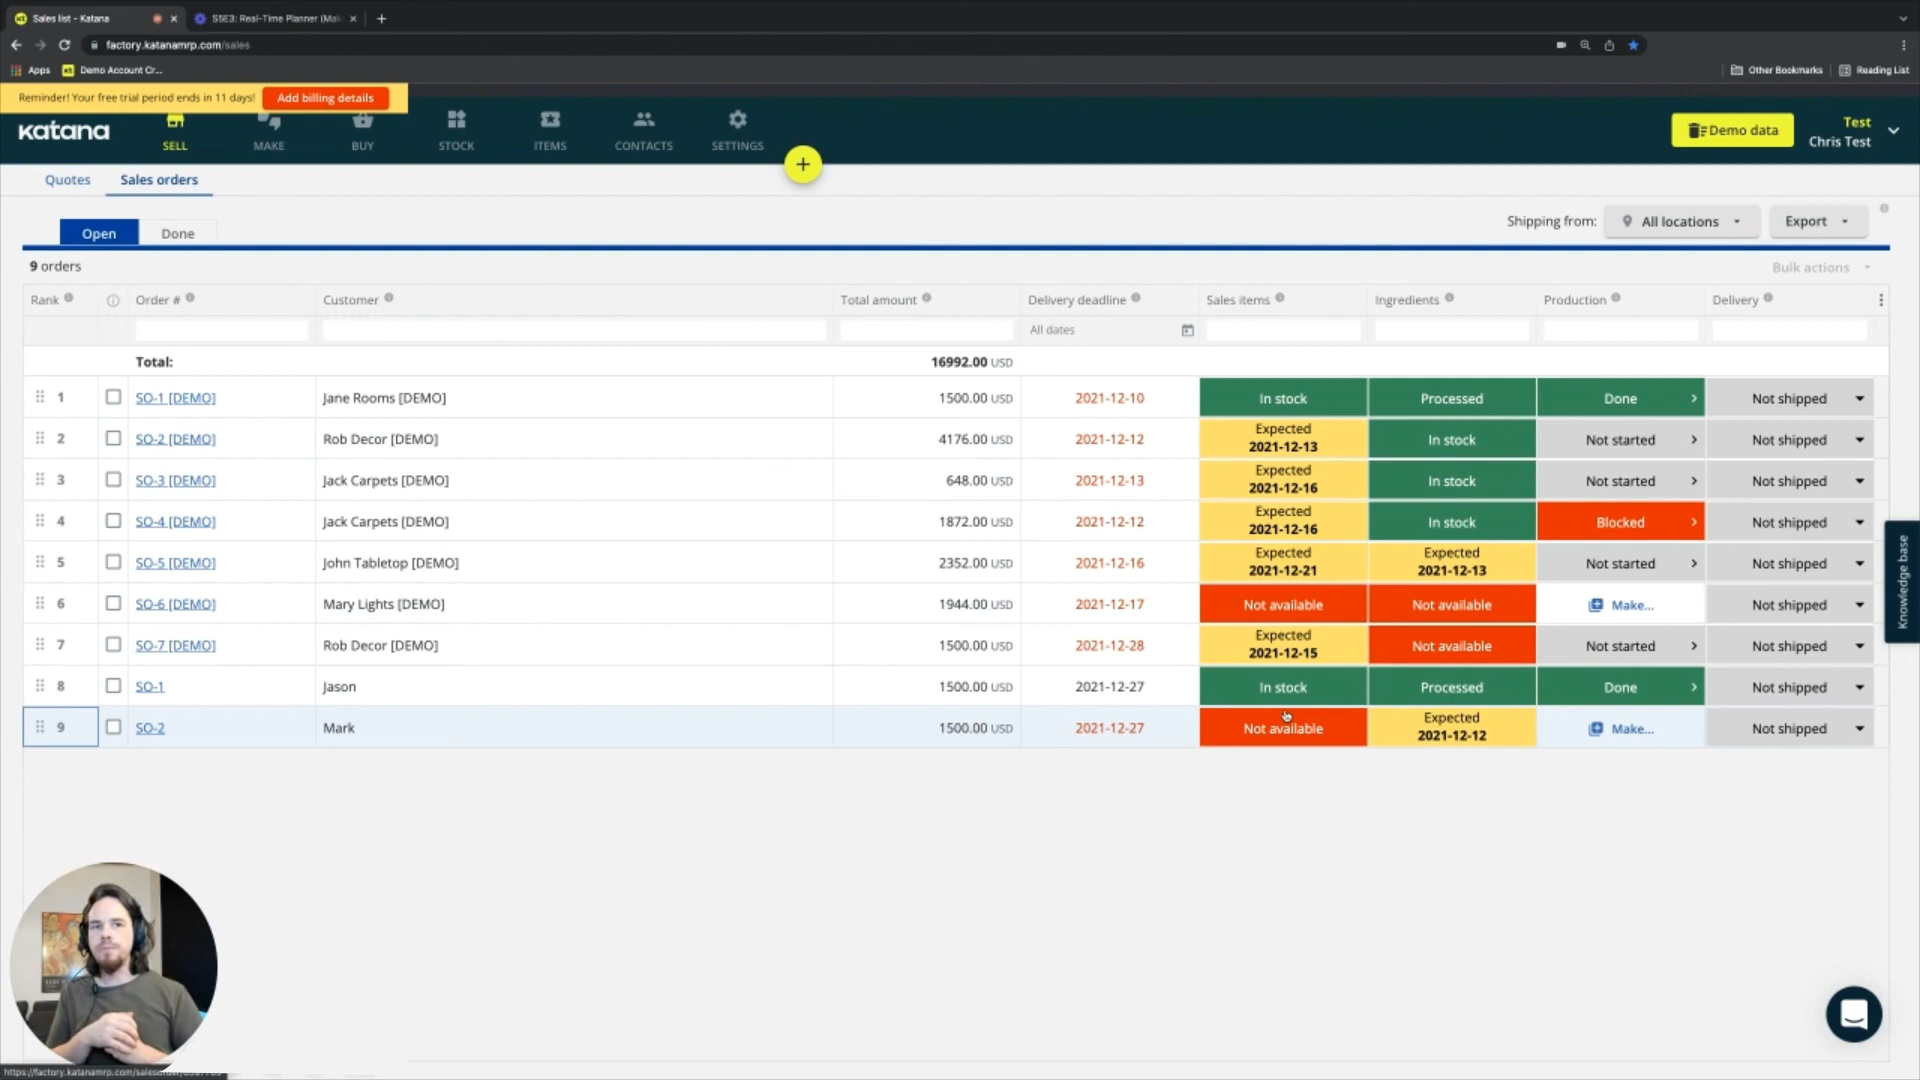 Sales list - Katana
S5E3: Real-Time Planner (Mak
factory.katanamrp.com/sales
Apps
Demo Account Cr...
Other Bookmarks
Reading List
Reminder! Your free trial period ends in 11 days!
Add billing details
katana
SELL
MAKE
BUY
STOCK
ITEMS
CONTACTS
SETTINGS
+
Demo data
Test
Chris Test
Quotes
Sales orders
Open
Done
Shipping from:
All locations
Export
9 orders
Bulk actions
Rank Order # Customer Total amount Delivery deadline Sales items Ingredients Production Delivery
All dates
Total: 16992.00 USD
1 SO-1 [DEMO] Jane Rooms [DEMO] 1500.00 USD 2021-12-10 In stock Processed Done Not shipped
2 SO-2 [DEMO] Rob Decor [DEMO] 4176.00 USD 2021-12-12 Expected 2021-12-13 In stock Not started Not shipped
3 SO-3 [DEMO] Jack Carpets [DEMO] 648.00 USD 2021-12-13 Expected 2021-12-16 In stock Not started Not shipped
4 SO-4 [DEMO] Jack Carpets [DEMO] 1872.00 USD 2021-12-12 Expected 2021-12-16 In stock Blocked Not shipped
5 SO-5 [DEMO] John Tabletop [DEMO] 2352.00 USD 2021-12-16 Expected 2021-12-21 Expected 2021-12-13 Not started Not shipped
6 SO-6 [DEMO] Mary Lights [DEMO] 1944.00 USD 2021-12-17 Not available Not available Make... Not shipped
7 SO-7 [DEMO] Rob Decor [DEMO] 1500.00 USD 2021-12-28 Expected 2021-12-15 Not available Not started Not shipped
8 SO-1 Jason 1500.00 USD 2021-12-27 In stock Processed Done Not shipped
9 SO-2 Mark 1500.00 USD 2021-12-27 Not available Expected 2021-12-12 Make... Not shipped
Knowledge base